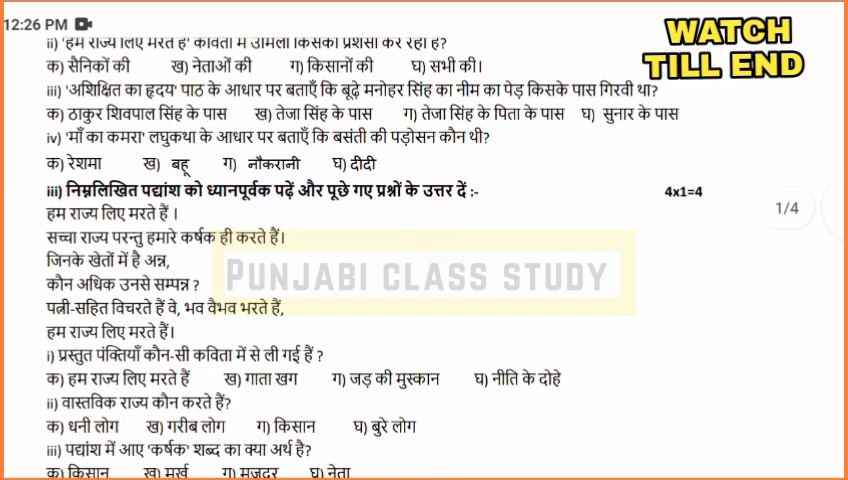 12:26 PM
WATCH
TILL END
ii) 'हम राज्य लिए मरते हैं' कविता में उर्मिला किसकी प्रशंसा कर रही है?
क) सैनिकों की ख) नेताओं की ग) किसानों की घ) सभी की।
iii) 'अशिक्षित का हृदय' पाठ के आधार पर बताएँ कि बूढ़े मनोहर सिंह का नीम का पेड़ किसके पास गिरवी था?
क) ठाकुर शिवपाल सिंह के पास ख) तेजा सिंह के पास ग) तेजा सिंह के पिता के पास घ) सुनार के पास
iv) 'माँ का कमरा' लघुकथा के आधार पर बताएँ कि बसंती की पड़ोसन कौन थी?
क) रेशमा ख) बहू ग) नौकरानी घ) दीदी
iii) निम्नलिखित पद्यांश को ध्यानपूर्वक पढ़ें और पूछे गए प्रश्नों के उत्तर दें :- 4x1=4
1/4
हम राज्य लिए मरते हैं ।
सच्चा राज्य परन्तु हमारे कर्षक ही करते हैं।
जिनके खेतों में है अन्न,
PUNJABI CLASS STUDY
कौन अधिक उनसे सम्पन्न ?
पत्नी-सहित विचरते हैं वे, भव वैभव भरते हैं,
हम राज्य लिए मरते हैं।
i) प्रस्तुत पंक्तियाँ कौन-सी कविता में से ली गई हैं ?
क) हम राज्य लिए मरते हैं ख) गाता खग ग) जड़ की मुस्कान घ) नीति के दोहे
ii) वास्तविक राज्य कौन करते हैं?
क) धनी लोग ख) गरीब लोग ग) किसान घ) बुरे लोग
iii) पद्यांश में आए 'कर्षक' शब्द का क्या अर्थ है?
क) किसान ख) मूर्ख ग) मजदूर घ) नेता